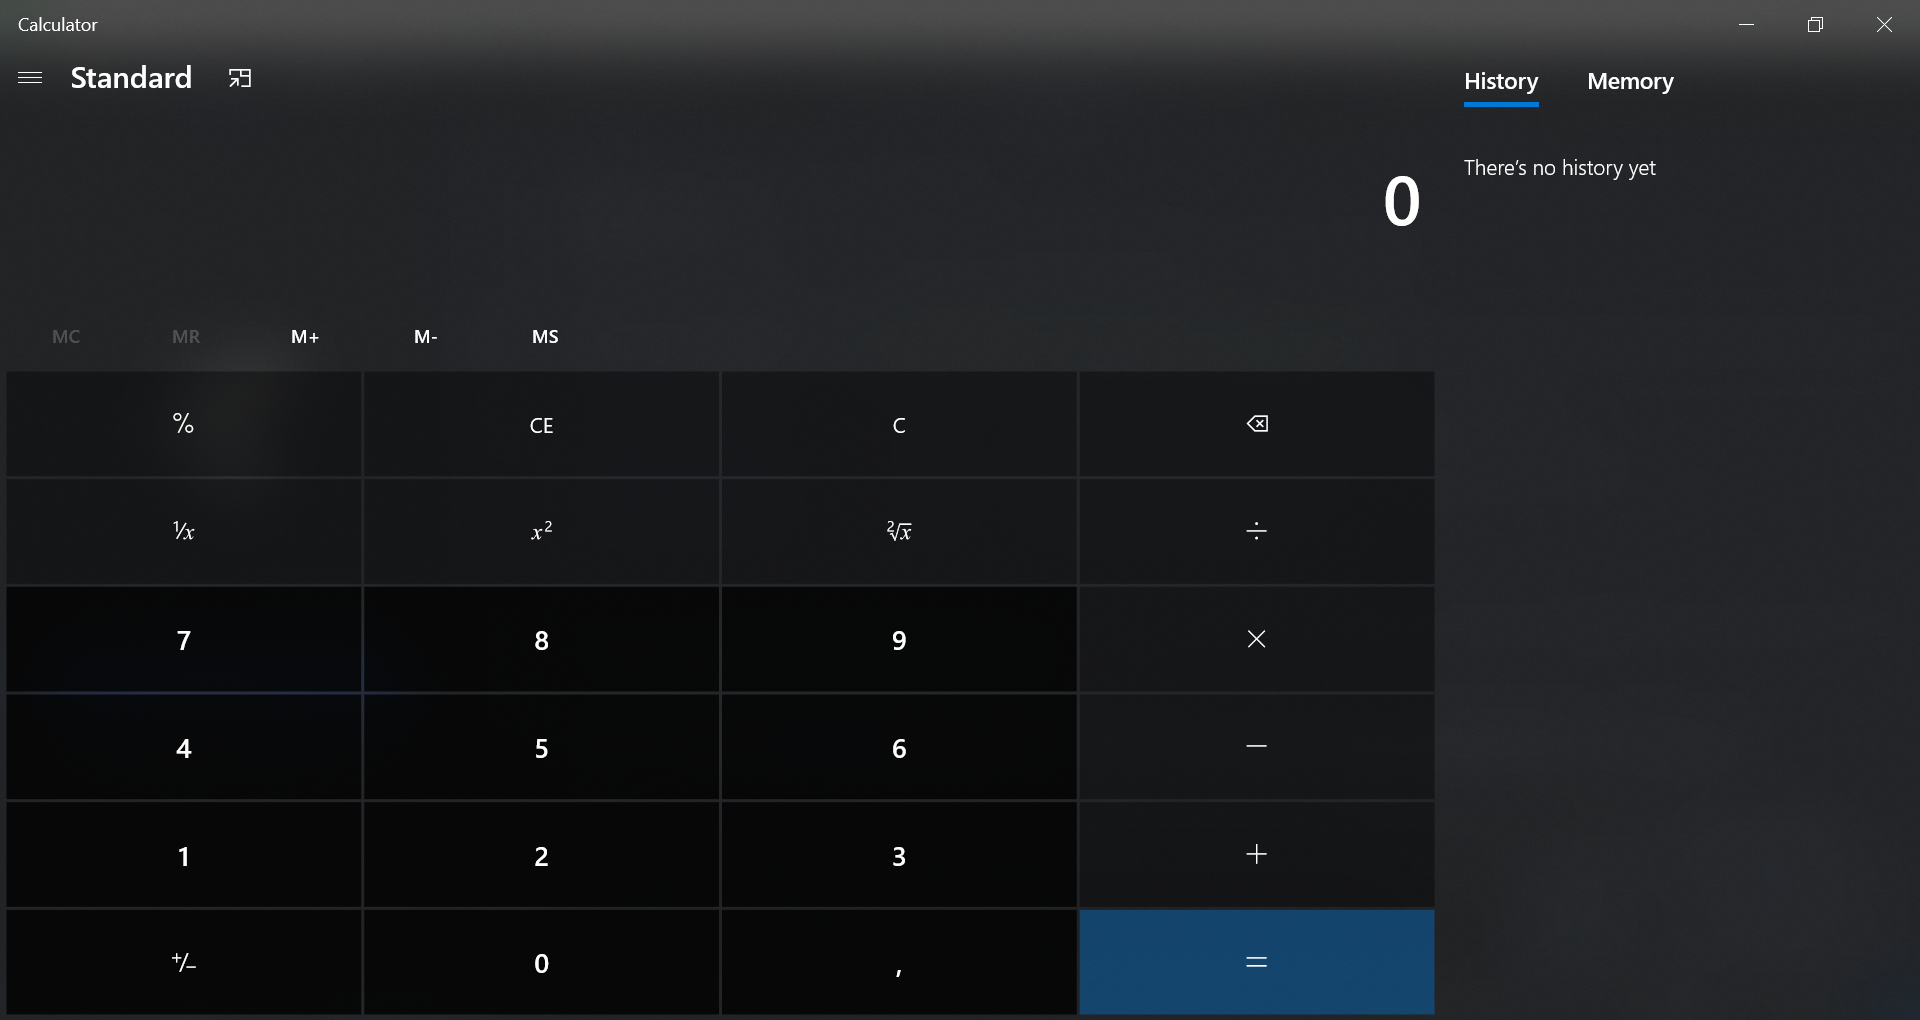 Calculator
Standard
History Memory
There's no history yet
0
MC MR M+ M- MS
% CE C
¹/x x² ²√x ÷
7 8 9 ×
4 5 6 −
1 2 3 +
+/− 0 , =